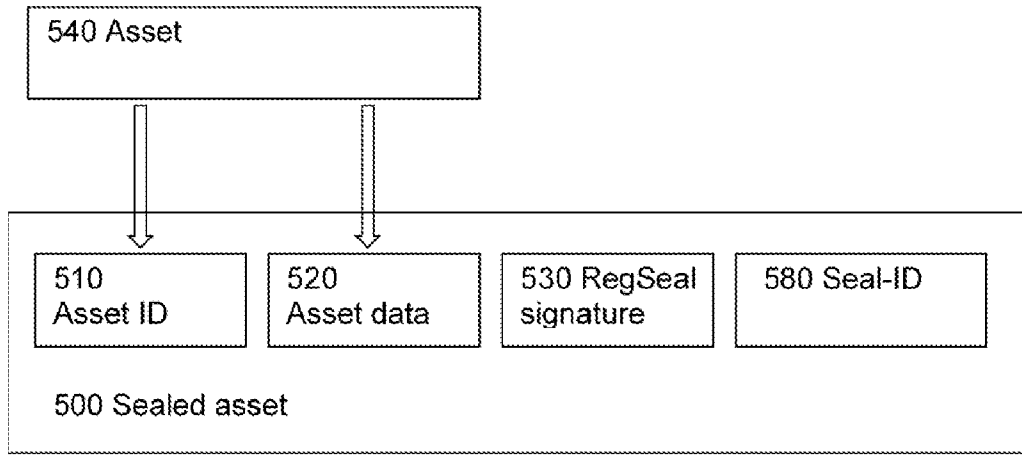 540 Asset
510
Asset ID
520
Asset data
530 RegSeal
signature
580 Seal-ID
500 Sealed asset